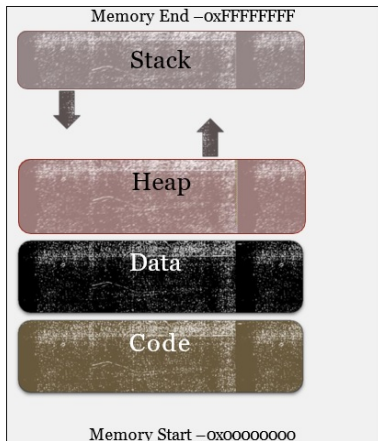 Memory End –0xFFFFFFFF
Stack
Heap
Data
Code
Memory Start –0x00000000